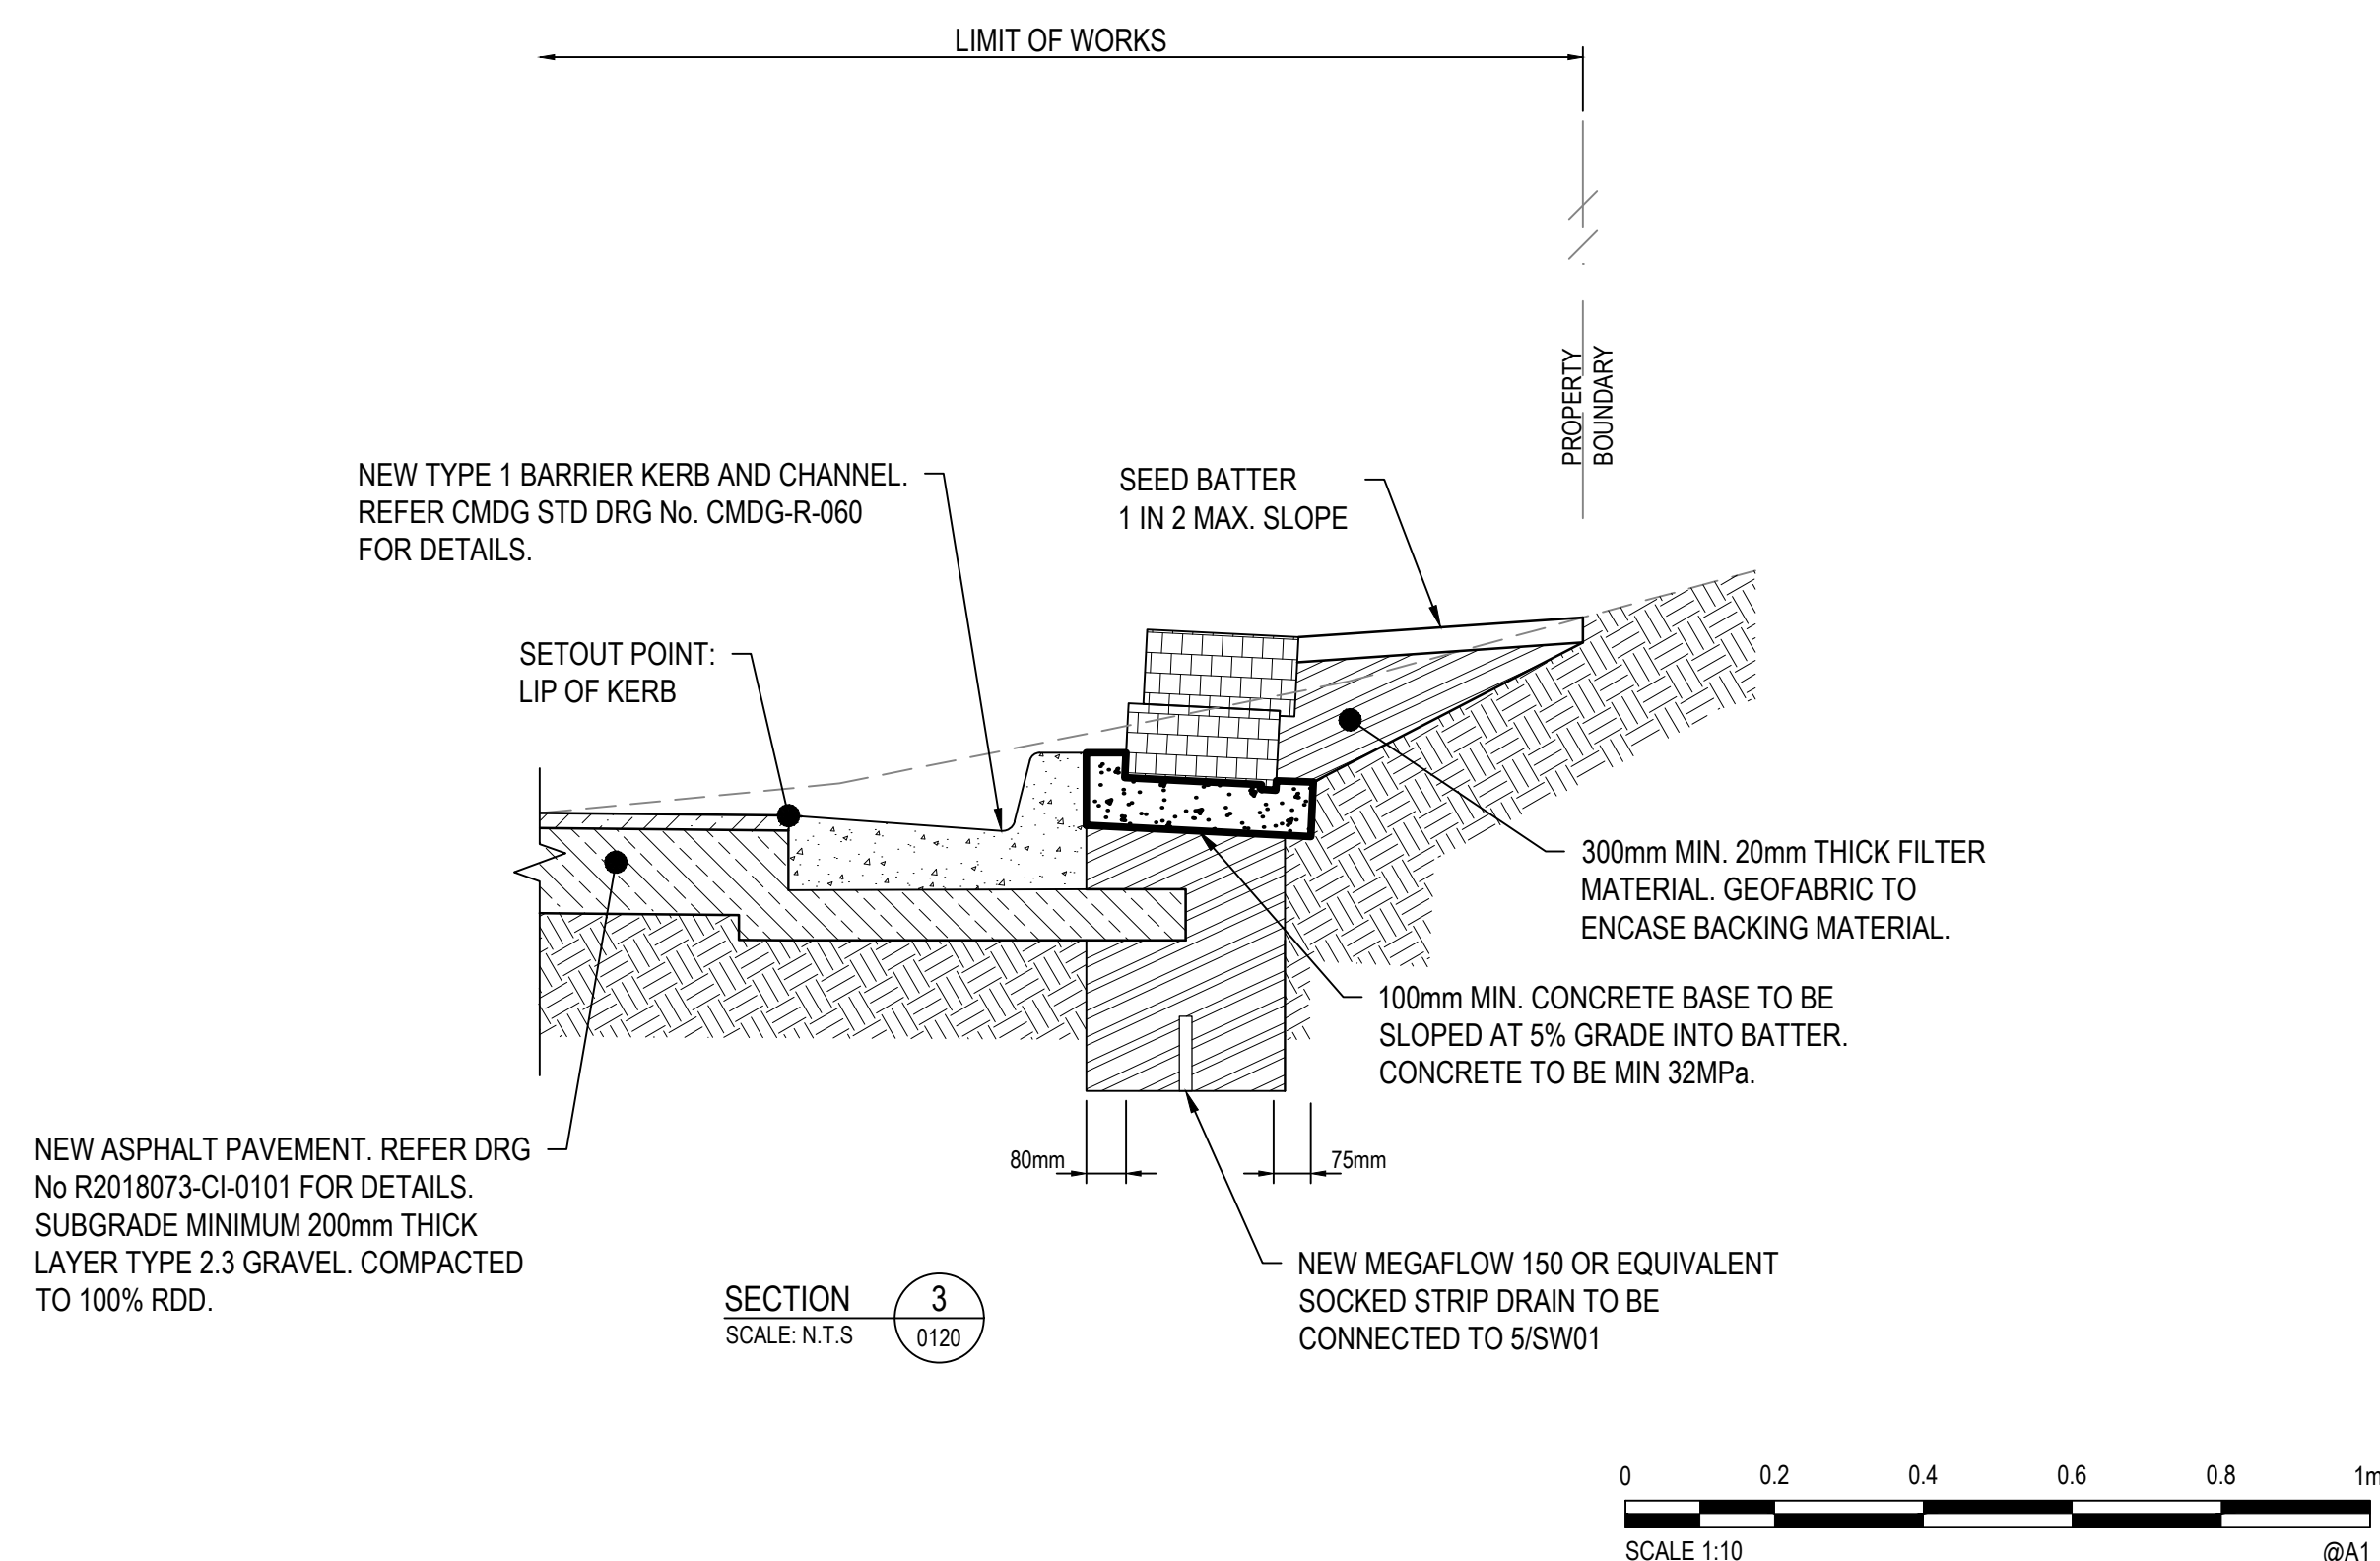 LIMIT OF WORKS
PROPERTY
BOUNDARY
NEW TYPE 1 BARRIER KERB AND CHANNEL.
REFER CMDG STD DRG No. CMDG-R-060
FOR DETAILS.
SEED BATTER
1 IN 2 MAX. SLOPE
SETOUT POINT:
LIP OF KERB
300mm MIN. 20mm THICK FILTER
MATERIAL. GEOFABRIC TO
ENCASE BACKING MATERIAL.
100mm MIN. CONCRETE BASE TO BE
SLOPED AT 5% GRADE INTO BATTER.
CONCRETE TO BE MIN 32MPa.
NEW ASPHALT PAVEMENT. REFER DRG
No R2018073-CI-0101 FOR DETAILS.
SUBGRADE MINIMUM 200mm THICK
LAYER TYPE 2.3 GRAVEL. COMPACTED
TO 100% RDD.
80mm
75mm
NEW MEGAFLOW 150 OR EQUIVALENT
SOCKED STRIP DRAIN TO BE
CONNECTED TO 5/SW01
SECTION 3
SCALE: N.T.S 0120
0 0.2 0.4 0.6 0.8 1m
SCALE 1:10 @A1